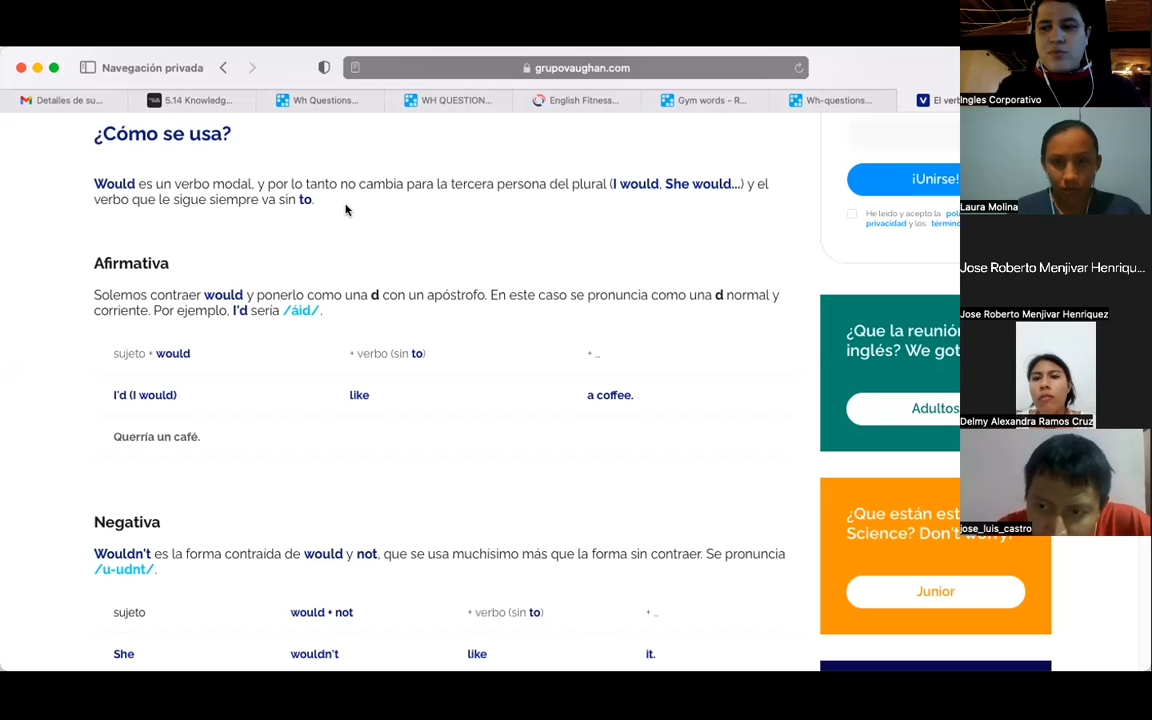 Navegación privada
grupovaughan.com
Detalles de su...
5.14 Knowledg...
Wh Questions...
WH QUESTION...
English Fitness...
Gym words - R...
Wh-questions...
El ver
¿Cómo se usa?
Would es un verbo modal, y por lo tanto no cambia para la tercera persona del plural (I would, She would...) y el
verbo que le sigue siempre va sin to.
Afirmativa
Solemos contraer would y ponerlo como una d con un apóstrofo. En este caso se pronuncia como una d normal y
corriente. Por ejemplo, I'd sería /áid/.
sujeto + would + verbo (sin to) + ...
I'd (I would) like a coffee.
Querría un café.
Negativa
Wouldn't es la forma contraída de would y not, que se usa muchísimo más que la forma sin contraer. Se pronuncia
/u-udnt/.
sujeto would + not + verbo (sin to) + ...
She wouldn't like it.
¡Unirse!
He leído y acepto la pol
privacidad y los términ
¿Que la reunió
inglés? We got
Adultos
¿Que están est
Science? Don't worry!
Junior
Ingles Corporativo
Laura Molina
Jose Roberto Menjivar Henriqu...
Jose Roberto Menjivar Henriquez
Delmy Alexandra Ramos Cruz
jose_luis_castro